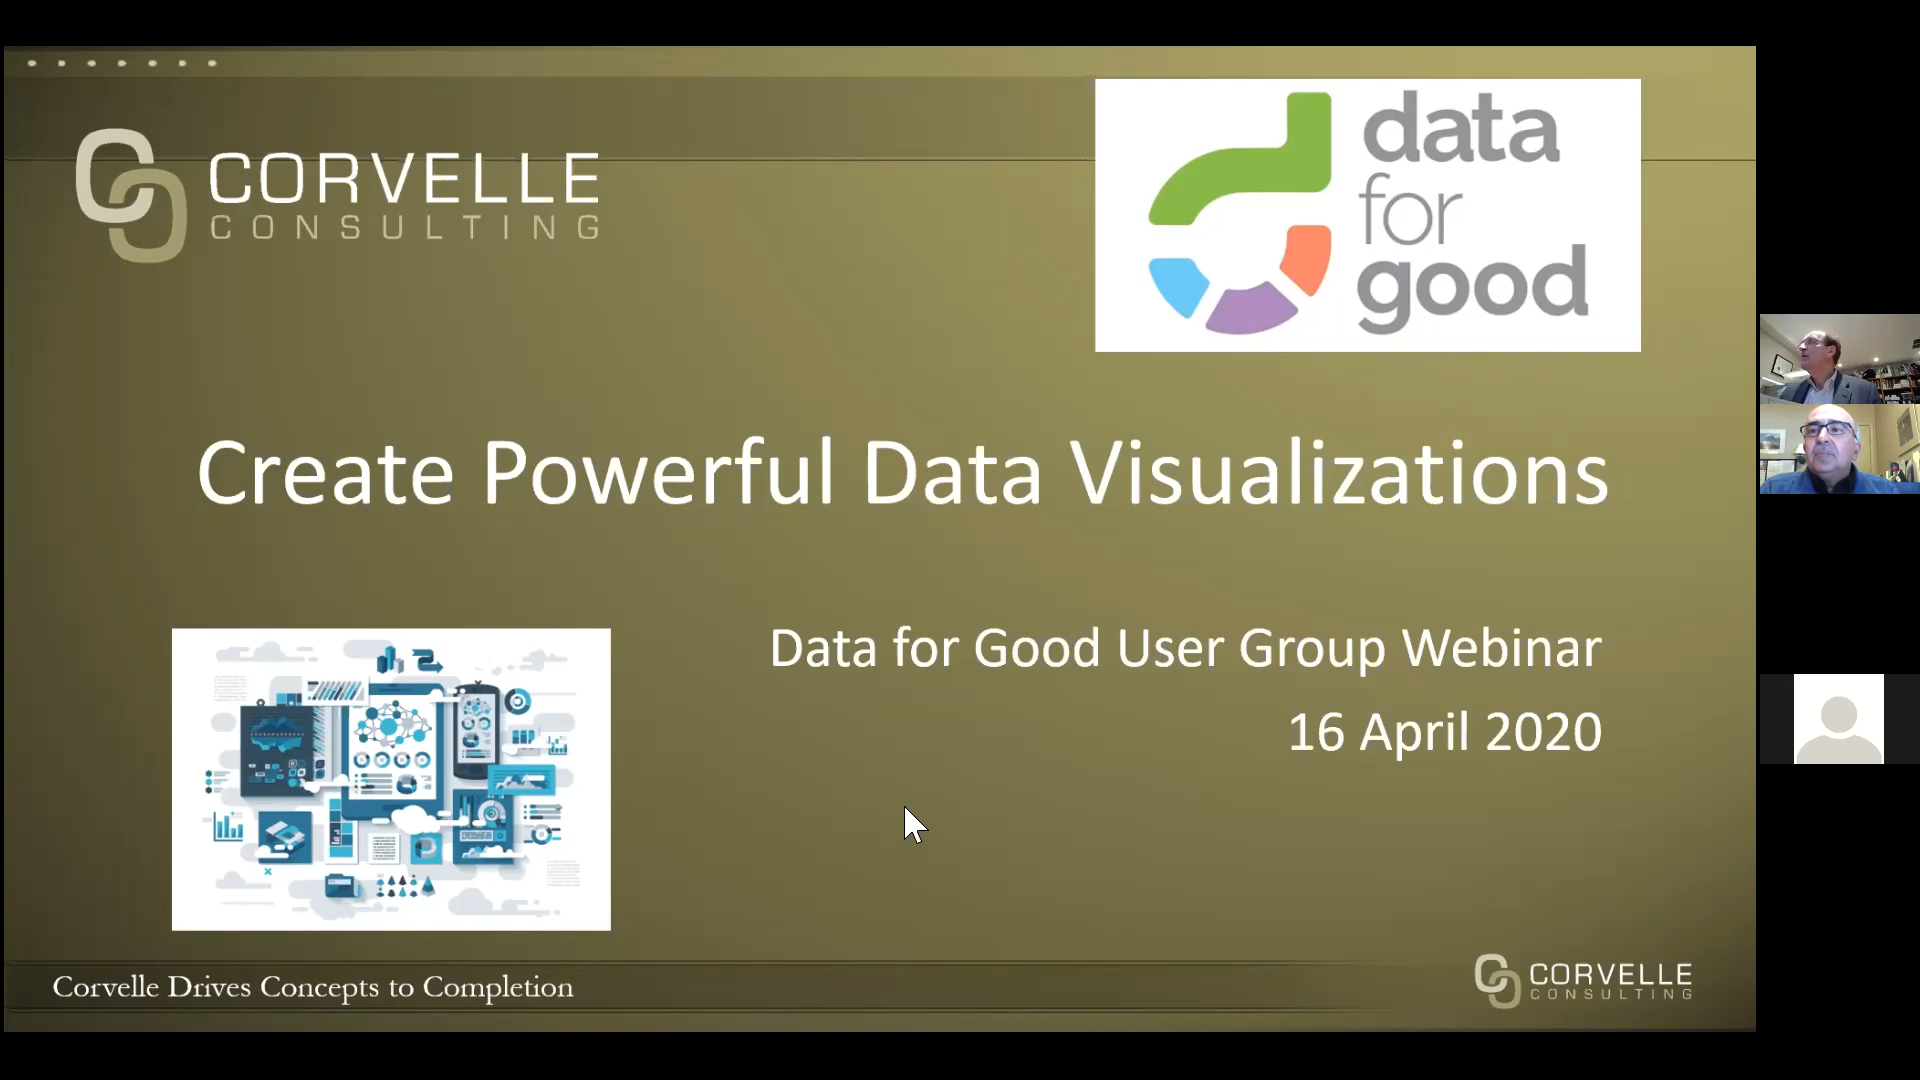 CORVELLE
CONSULTING
data
for
good
Create Powerful Data Visualizations
Data for Good User Group Webinar
16 April 2020
Corvelle Drives Concepts to Completion
CORVELLE
CONSULTING